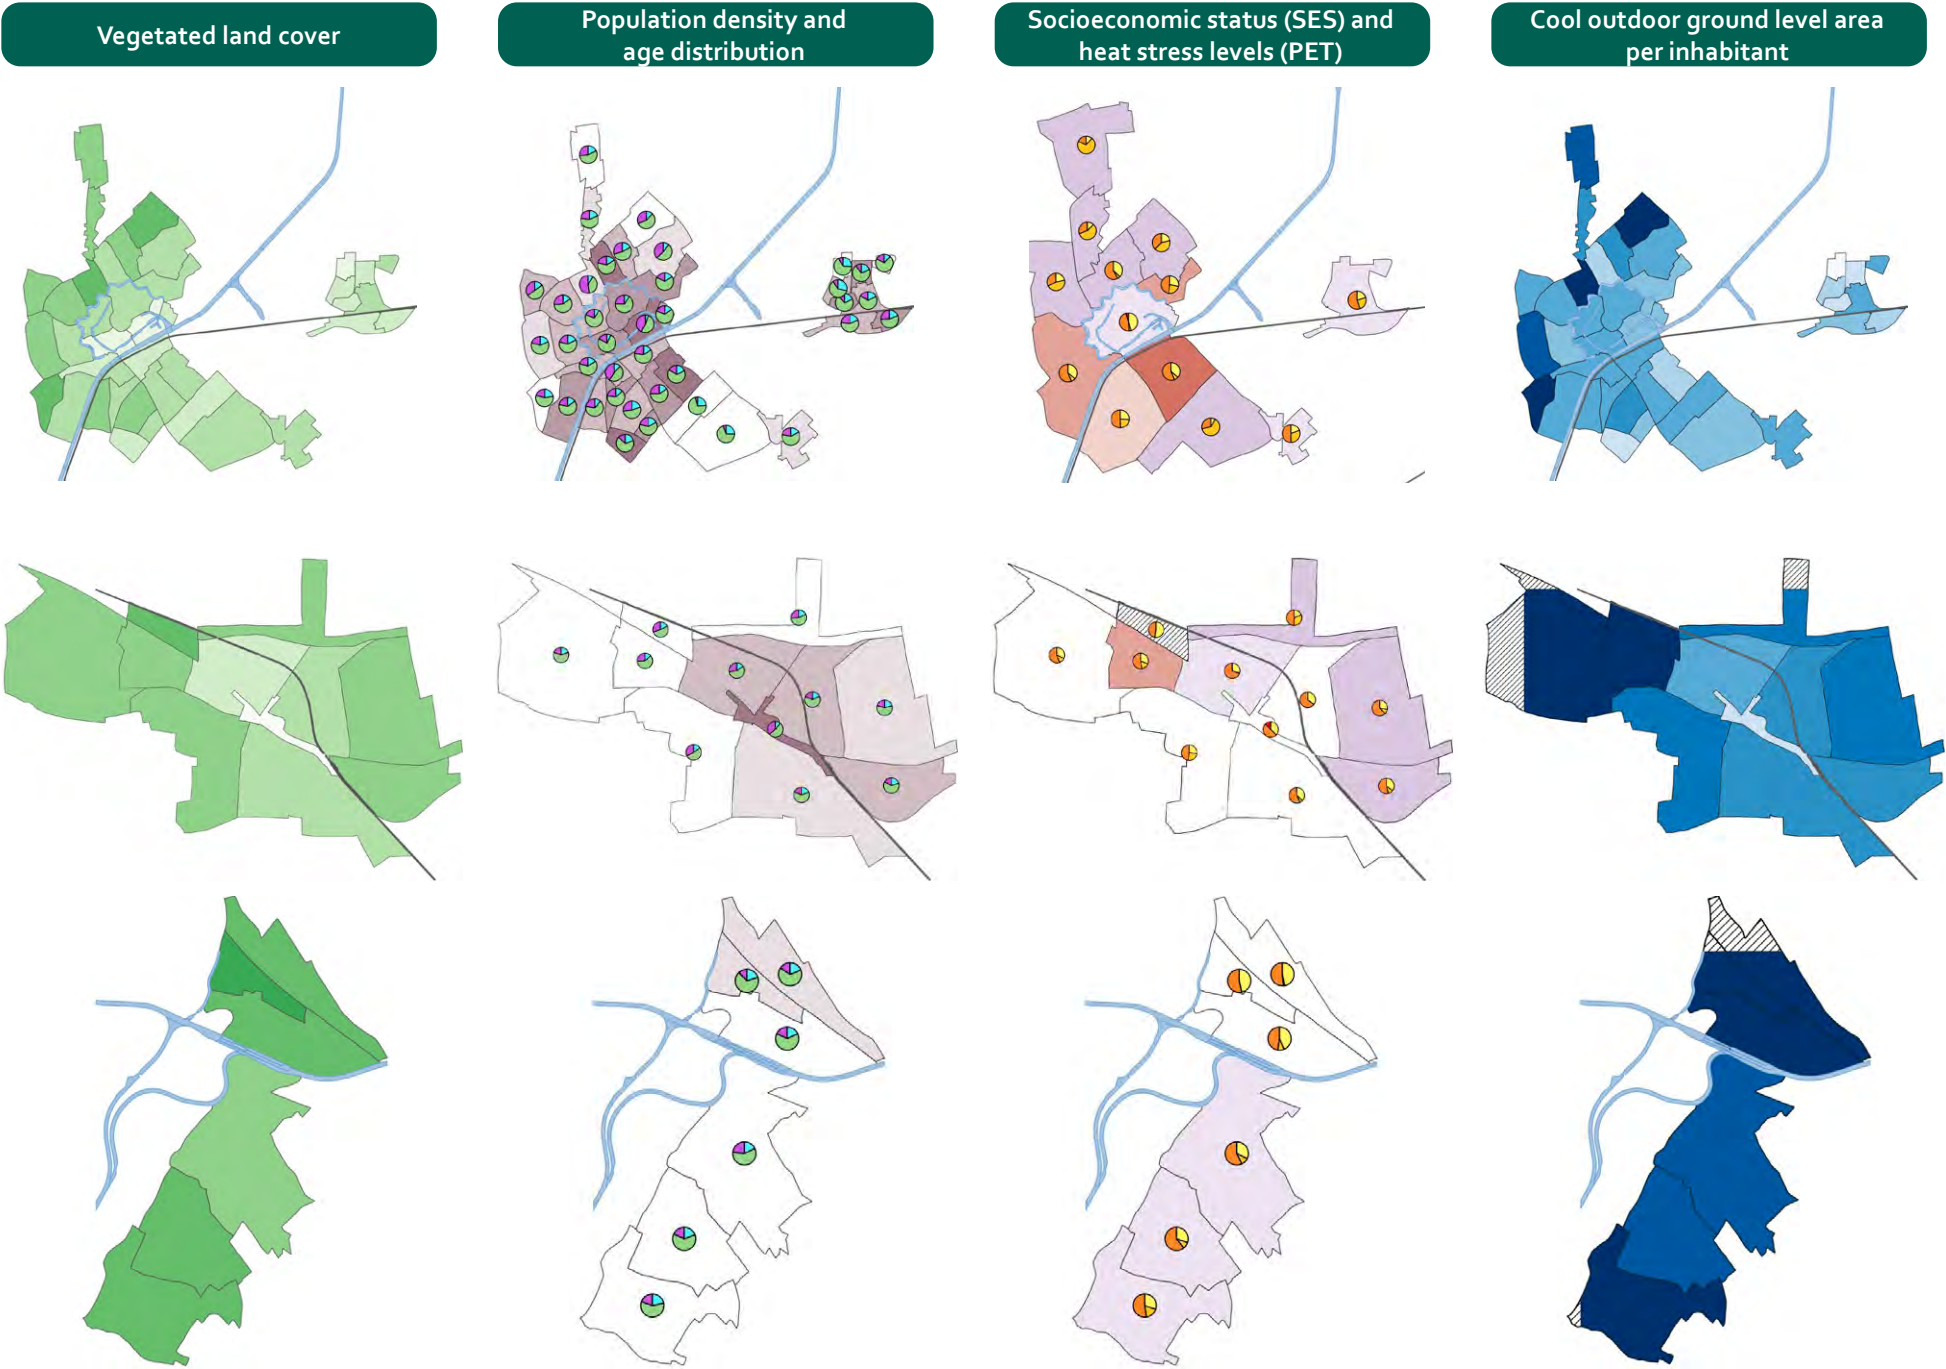 Vegetated land cover
Population density and
age distribution
Socioeconomic status (SES) and
heat stress levels (PET)
Cool outdoor ground level area
per inhabitant